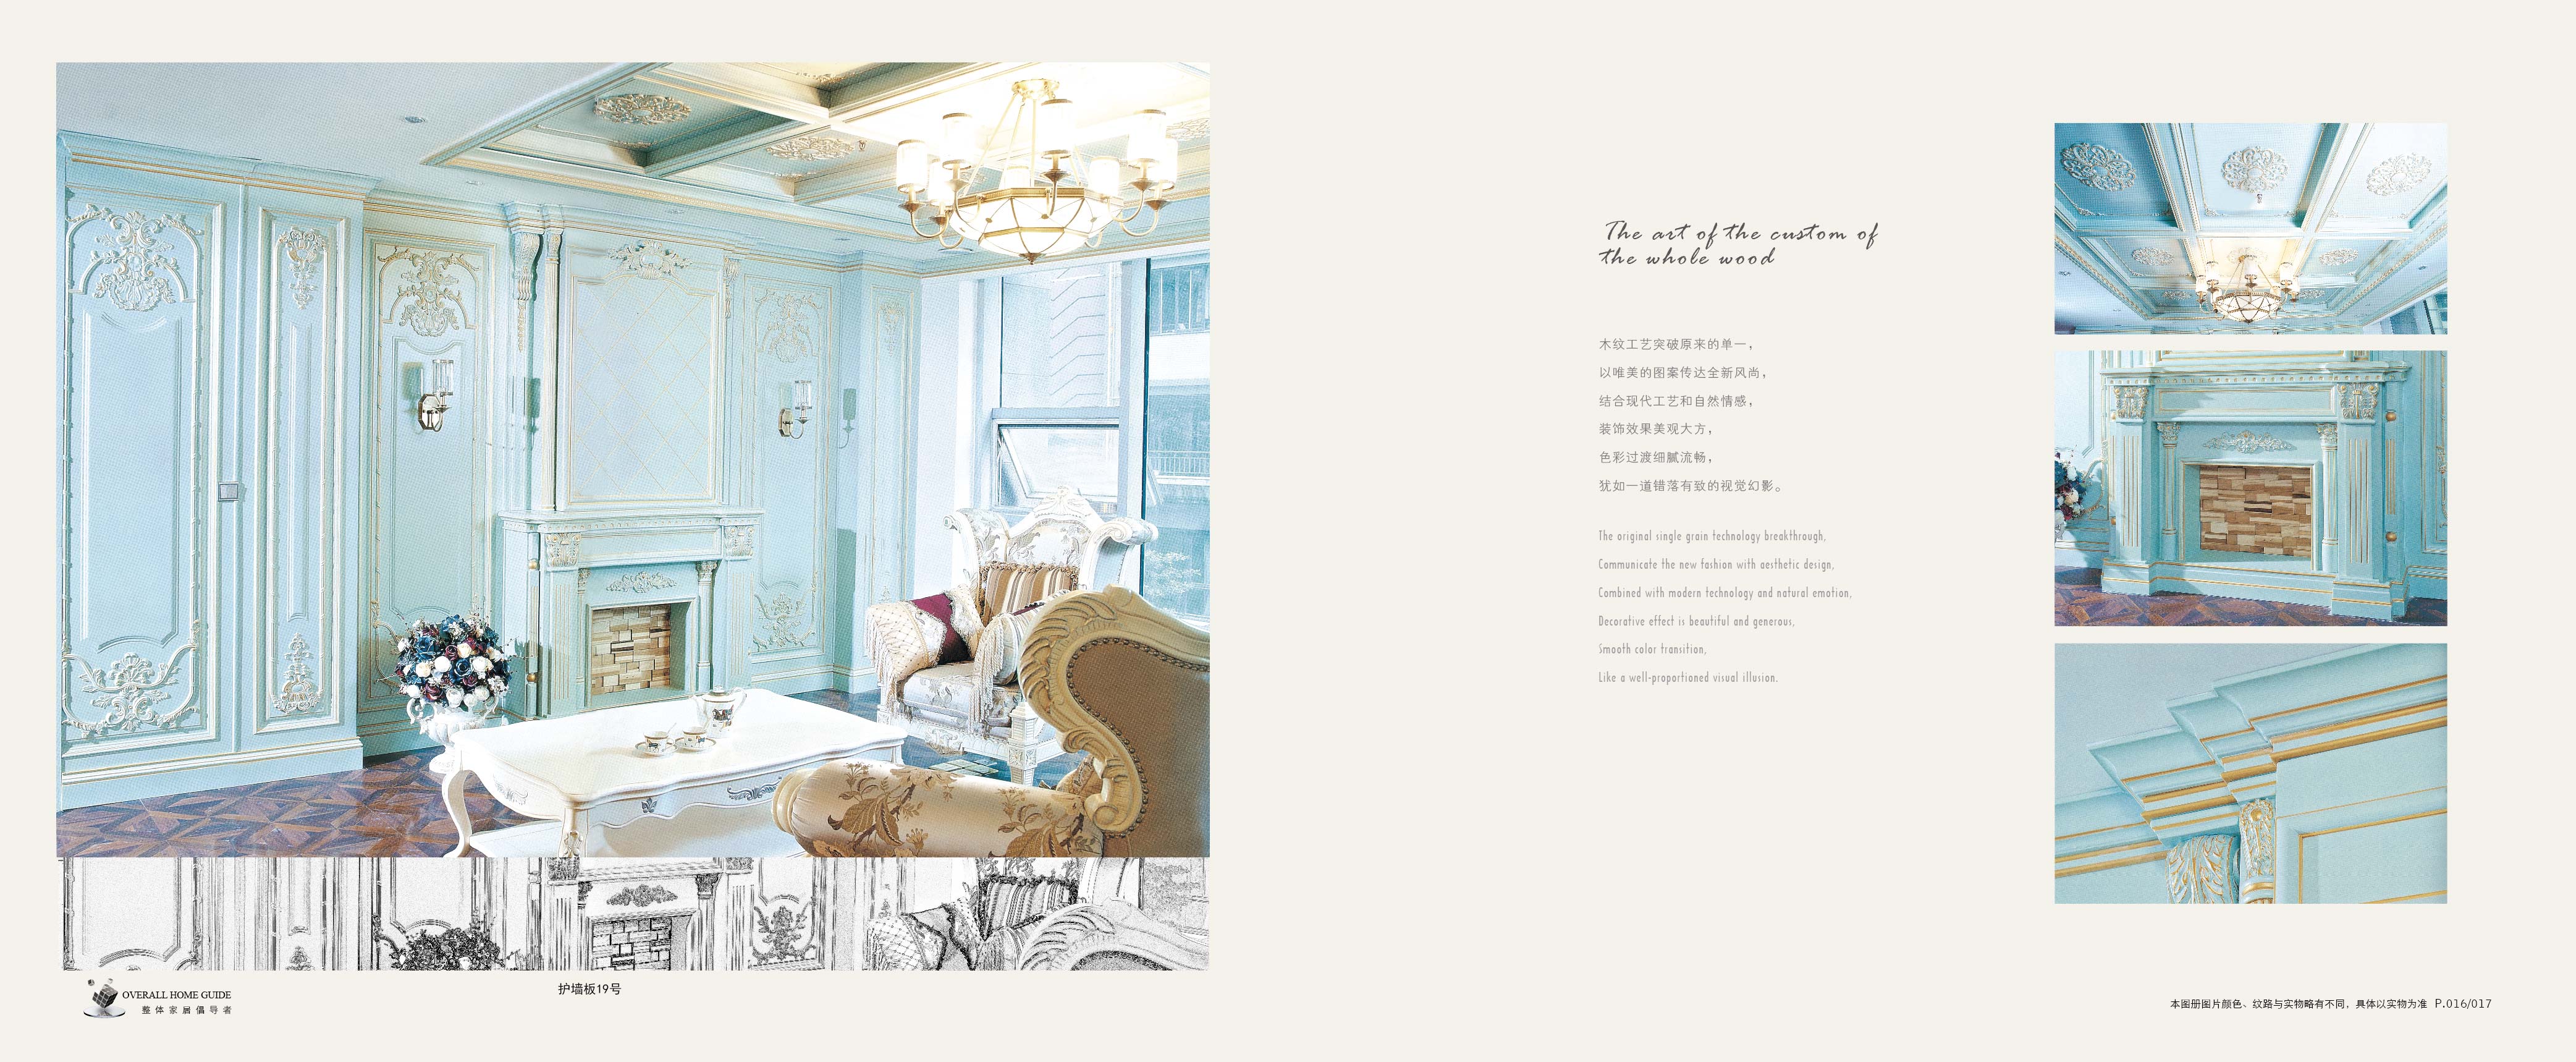 The art of the custom of
the whole wood
木纹工艺突破原来的单一，
以唯美的图案传达全新风尚，
结合现代工艺和自然情感，
装饰效果美观大方，
色彩过渡细腻流畅，
犹如一道错落有致的视觉幻影。
The original single grain technology breakthrough,
Communicate the new fashion with aesthetic design,
Combined with modern technology and natural emotion,
Decorative effect is beautiful and generous,
Smooth color transition,
Like a well-proportioned visual illusion.
护墙板19号
OVERALL HOME GUIDE
整体家居倡导者
本图册图片颜色、纹路与实物略有不同，具体以实物为准 P.016/017